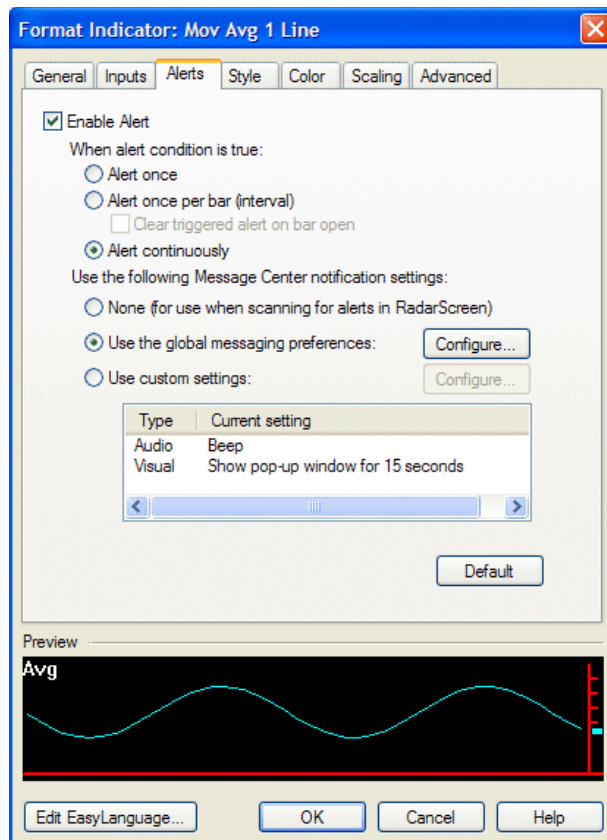 Format Indicator: Mov Avg 1 Line
General Inputs Alerts Style Color Scaling Advanced
Enable Alert
When alert condition is true:
Alert once
Alert once per bar (interval)
Clear triggered alert on bar open
Alert continuously
Use the following Message Center notification settings:
None (for use when scanning for alerts in RadarScreen)
Use the global messaging preferences: Configure...
Use custom settings: Configure...
Type Current setting
Audio Beep
Visual Show pop-up window for 15 seconds
Default
Preview
Avg
Edit EasyLanguage... OK Cancel Help